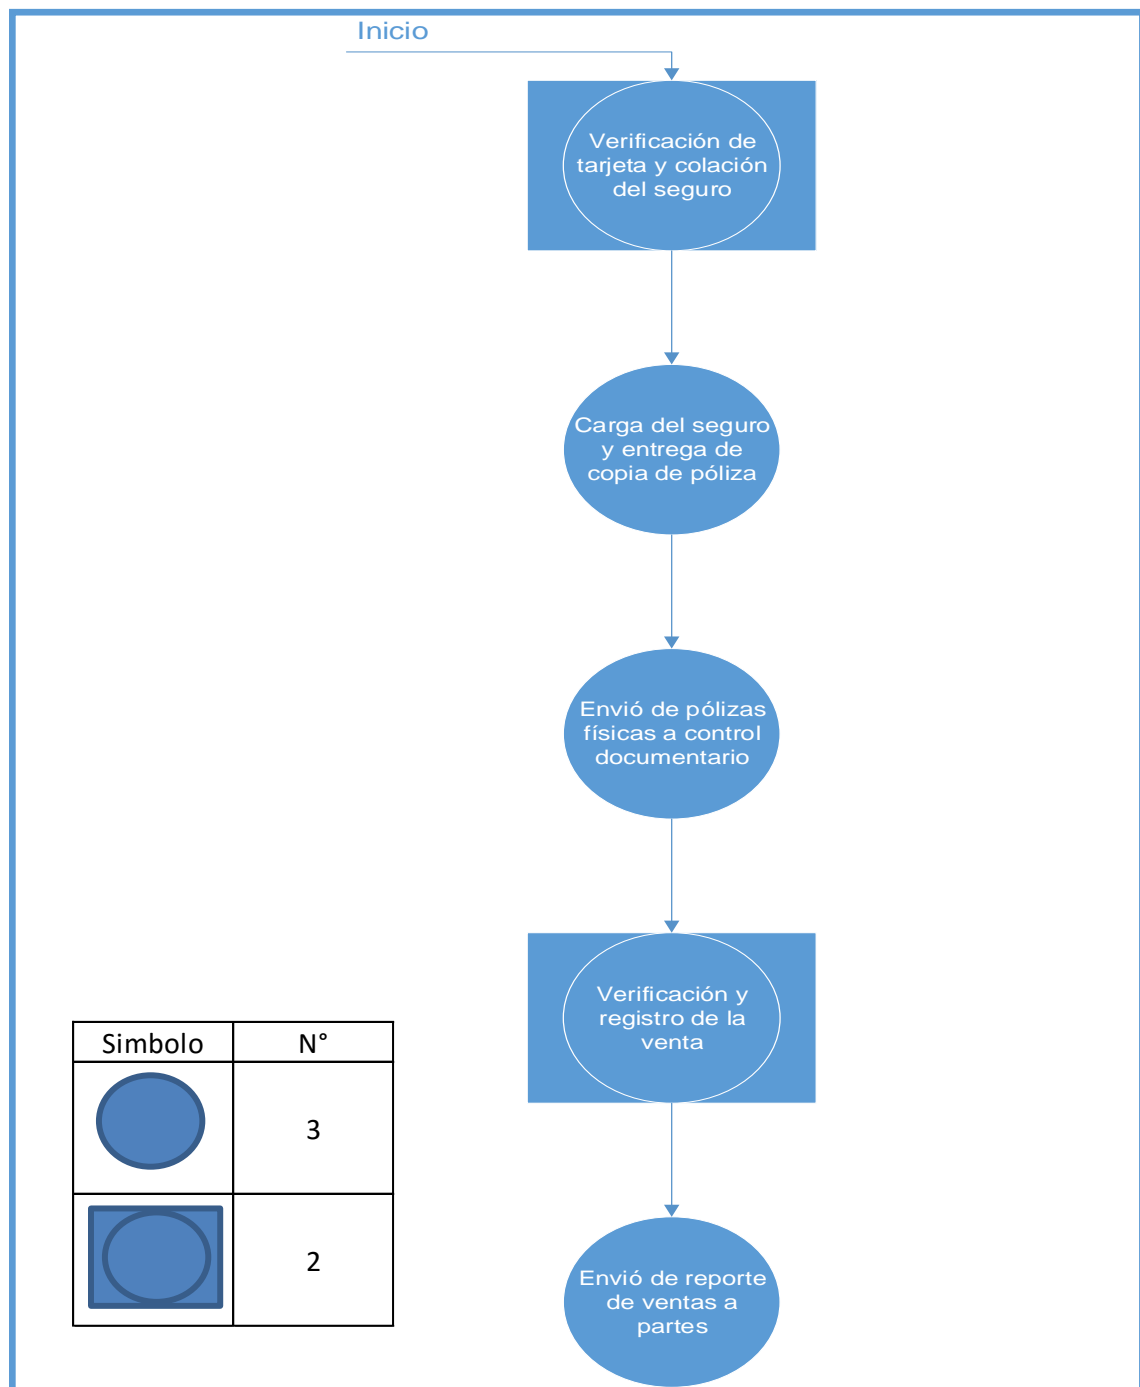 Inicio
Verificación de
tarjeta y colación
del seguro
Carga del seguro
y entrega de
copia de póliza
Envió de pólizas
físicas a control
documentario
Verificación y
registro de la
venta
Simbolo N°
3
2
Envió de reporte
de ventas a
partes